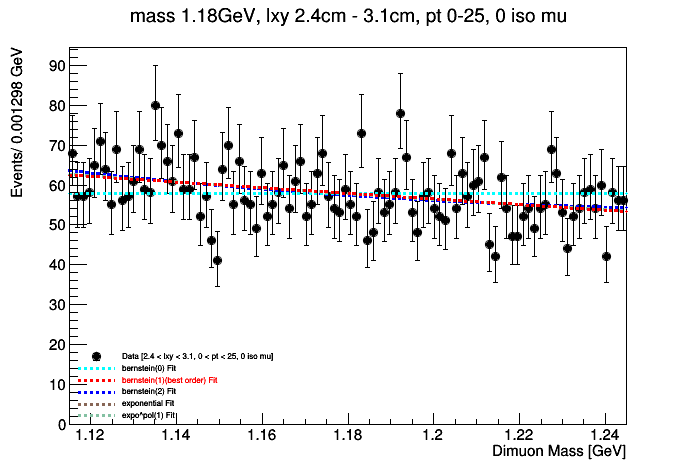 mass 1.18GeV, lxy 2.4cm - 3.1cm, pt 0-25, 0 iso mu
Events/ 0.001298 GeV
90
80
70
60
50
40
30
20
10
0
Data [2.4 < lxy < 3.1, 0 < pt < 25, 0 iso mu]
bernstein(0) Fit
bernstein(1)(best order) Fit
bernstein(2) Fit
exponential Fit
expo^pol(1) Fit
1.12 1.14 1.16 1.18 1.2 1.22 1.24
Dimuon Mass [GeV]